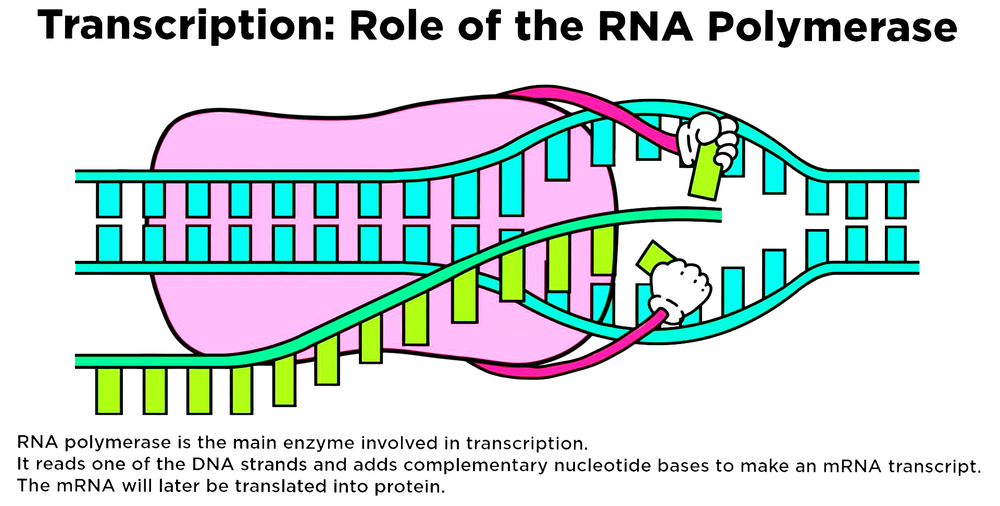 Transcription: Role of the RNA Polymerase
RNA polymerase is the main enzyme involved in transcription.
It reads one of the DNA strands and adds complementary nucleotide bases to make an mRNA transcript.
The mRNA will later be translated into protein.